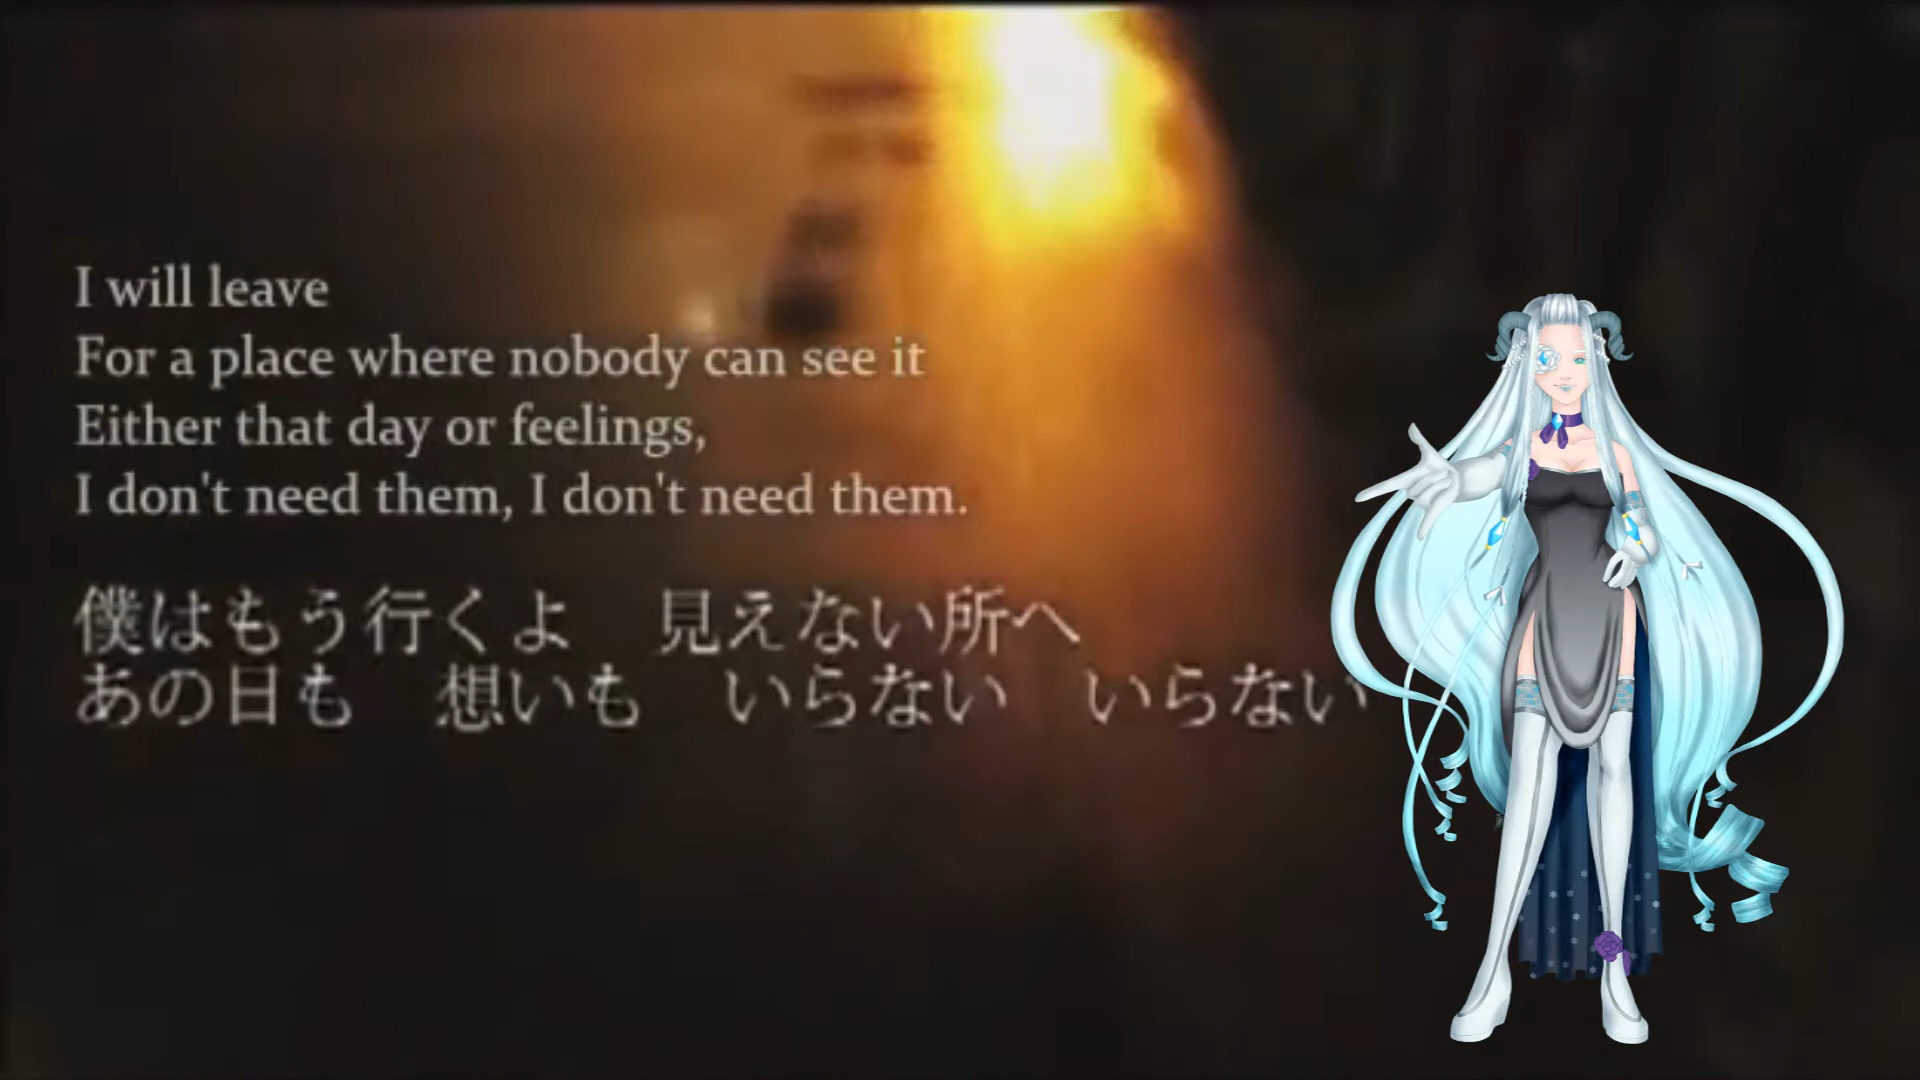 I will leave
For a place where nobody can see it
Either that day or feelings,
I don't need them, I don't need them.
僕はもう行くよ　見えない所へ
あの日も　想いも　いらない　いらない